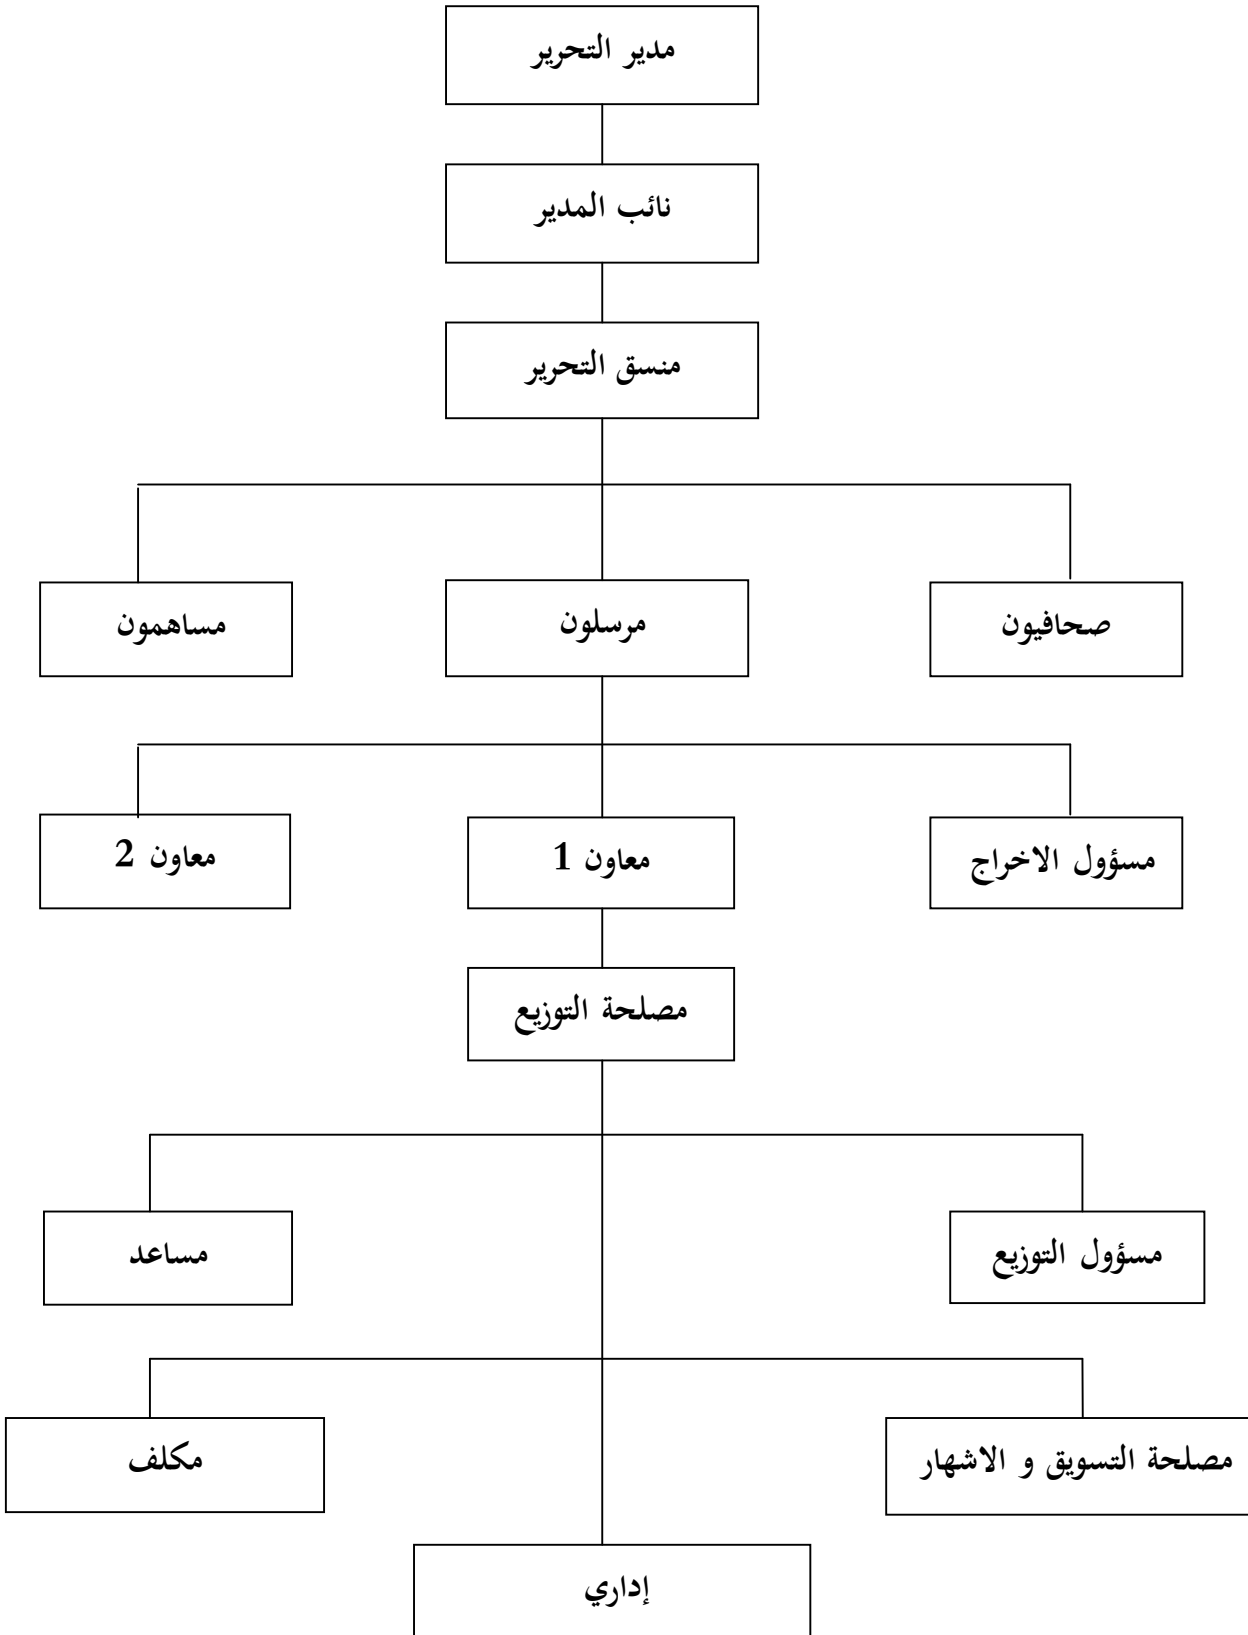 مدير التحرير
نائب المدير
منسق التحرير
صحافيون
مرسلون
مساهمون
مسؤول الاخراج
معاون 1
معاون 2
مصلحة التوزيع
مسؤول التوزيع
مساعد
مصلحة التسويق و الاشهار
مكلف
إداري